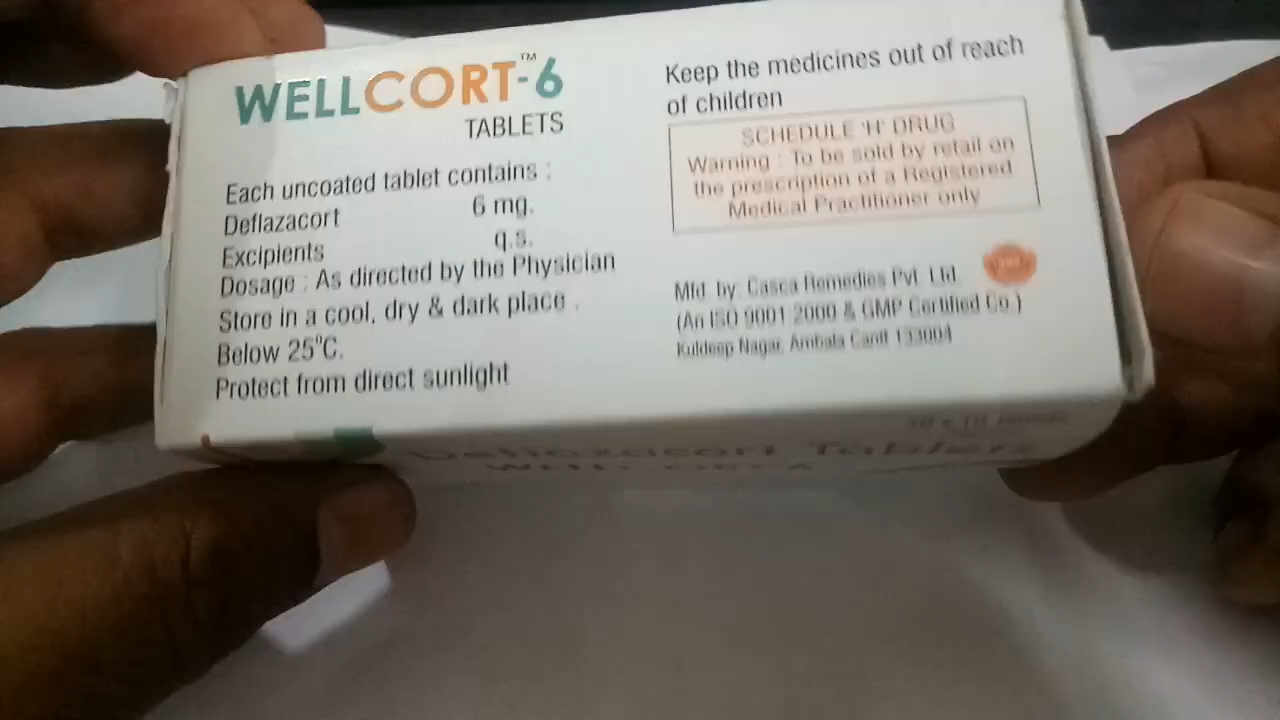 WELLCORT-6™
TABLETS
Each uncoated tablet contains :
Deflazacort 6 mg.
Excipients q.s.
Dosage : As directed by the Physician
Store in a cool, dry & dark place .
Below 25°C.
Protect from direct sunlight
Keep the medicines out of reach
of children
SCHEDULE 'H' DRUG
Warning : To be sold by retail on
the prescription of a Registered
Medical Practitioner only
Mfd. by: Casca Remedies Pvt. Ltd.
(An ISO 9001:2000 & GMP Certified Co.)
Kuldeep Nagar, Ambala Cantt 133004
Deflazacort Tablets